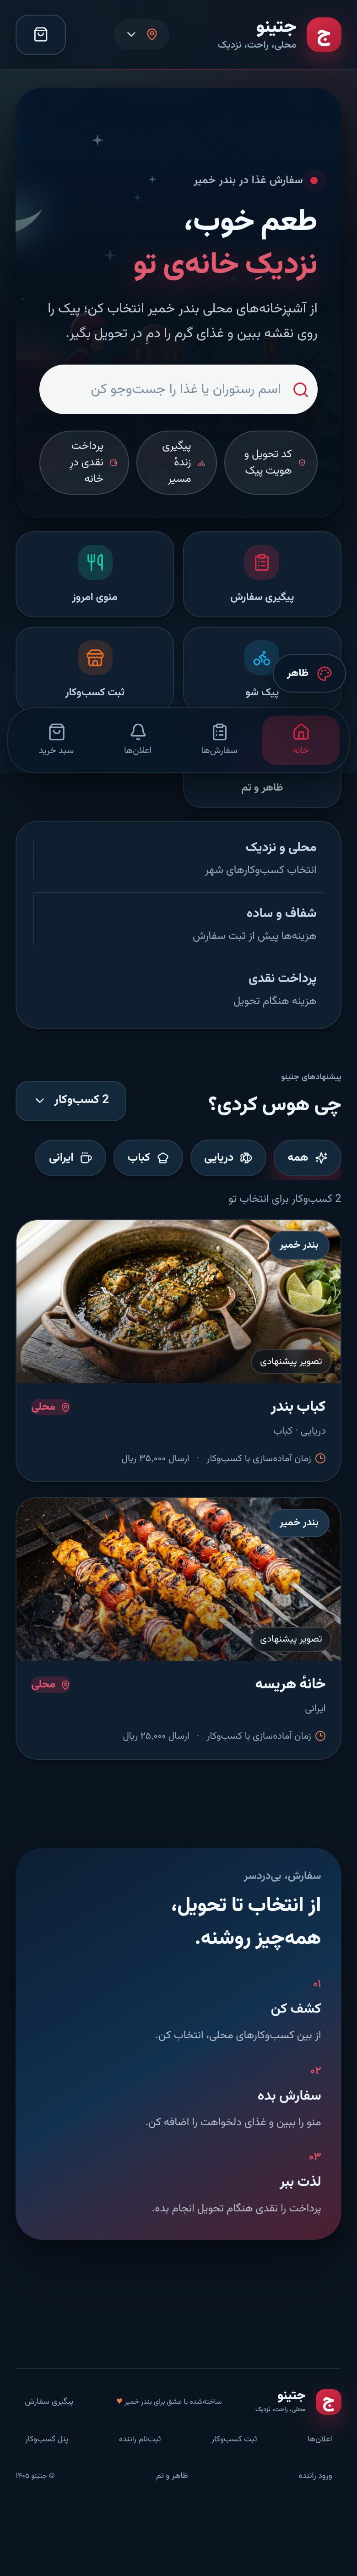 جتینو
محلی، راحت، نزدیک
سفارش غذا در بندر خمیر
طعم خوب،
نزدیکِ خانه‌ی تو
از آشپزخانه‌های محلی بندر خمیر انتخاب کن؛ پیک را
روی نقشه ببین و غذای گرم را دمِ در تحویل بگیر.
اسم رستوران یا غذا را جست‌وجو کن
کد تحویل و
هویت پیک
پیگیری
زندهٔ
مسیر
پرداخت
نقدی درِ
خانه
پیگیری سفارش
منوی امروز
پیک شو
ثبت کسب‌وکار
ظاهر
خانه
سفارش‌ها
اعلان‌ها
سبد خرید
ظاهر و تم
محلی و نزدیک
انتخاب کسب‌وکارهای شهر
شفاف و ساده
هزینه‌ها پیش از ثبت سفارش
پرداخت نقدی
هزینه هنگام تحویل
پیشنهادهای جتینو
چی هوس کردی؟
2 کسب‌وکار
همه
دریایی
کباب
ایرانی
2 کسب‌وکار برای انتخاب تو
بندر خمیر
تصویر پیشنهادی
کباب بندر
محلی
دریایی · کباب
زمان آماده‌سازی با کسب‌وکار · ارسال ۳۵٬۰۰۰ ریال
بندر خمیر
تصویر پیشنهادی
خانهٔ هریسه
محلی
ایرانی
زمان آماده‌سازی با کسب‌وکار · ارسال ۲۵٬۰۰۰ ریال
سفارش، بی‌دردسر
از انتخاب تا تحویل،
همه‌چیز روشنه.
۰۱
کشف کن
از بین کسب‌وکارهای محلی، انتخاب کن.
۰۲
سفارش بده
منو را ببین و غذای دلخواهت را اضافه کن.
۰۳
لذت ببر
پرداخت را نقدی هنگام تحویل انجام بده.
ج
جتینو
محلی، راحت، نزدیک
ساخته‌شده با عشق برای بندر خمیر ♥
پیگیری سفارش
اعلان‌ها
ثبت کسب‌وکار
ثبت‌نام راننده
پنل کسب‌وکار
ورود راننده
ظاهر و تم
© جتینو ۱۴۰۵